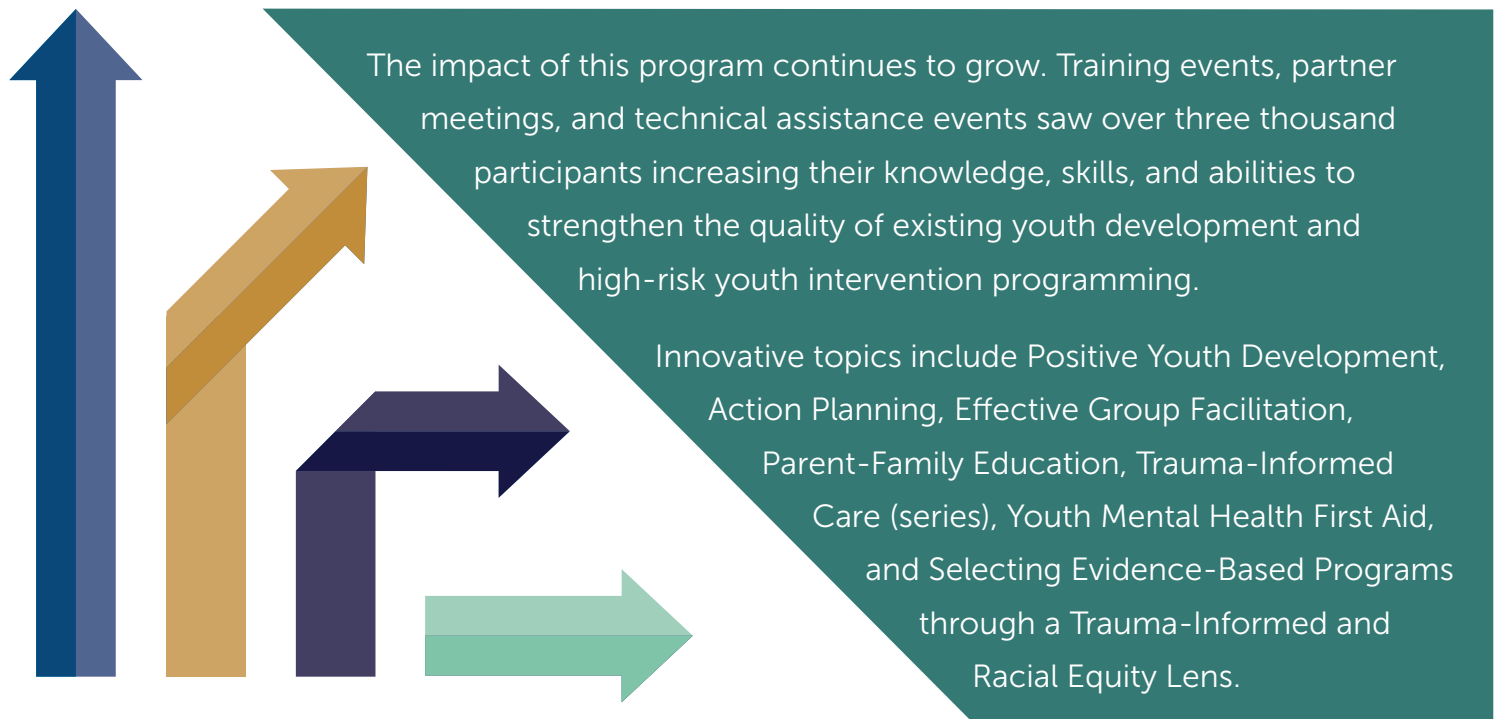 The impact of this program continues to grow. Training events, partner
meetings, and technical assistance events saw over three thousand
participants increasing their knowledge, skills, and abilities to
strengthen the quality of existing youth development and
high-risk youth intervention programming.
Innovative topics include Positive Youth Development,
Action Planning, Effective Group Facilitation,
Parent-Family Education, Trauma-Informed
Care (series), Youth Mental Health First Aid,
and Selecting Evidence-Based Programs
through a Trauma-Informed and
Racial Equity Lens.